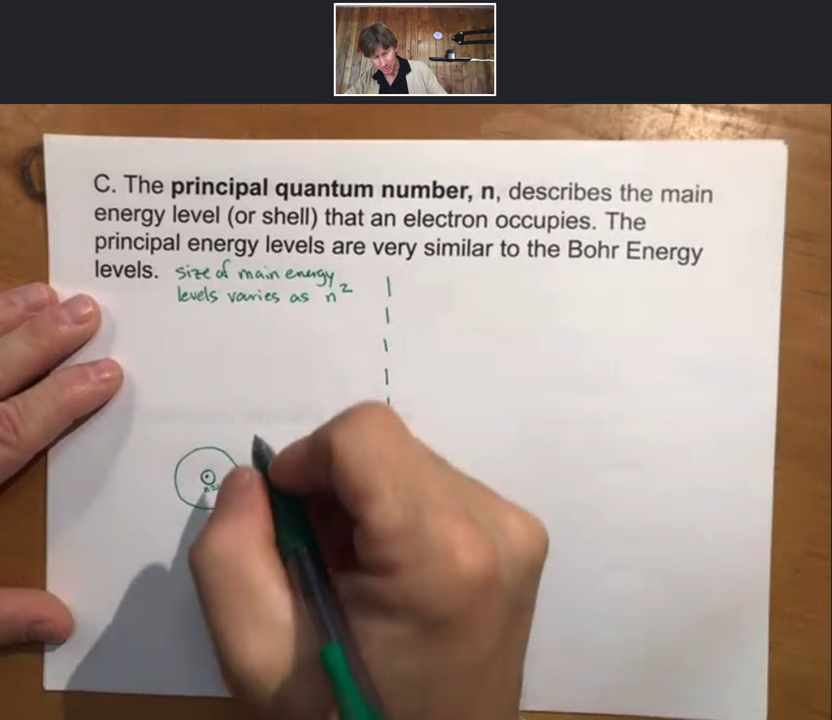 C. The principal quantum number, n, describes the main
energy level (or shell) that an electron occupies. The
principal energy levels are very similar to the Bohr Energy
levels. size of main energy
levels varies as n²